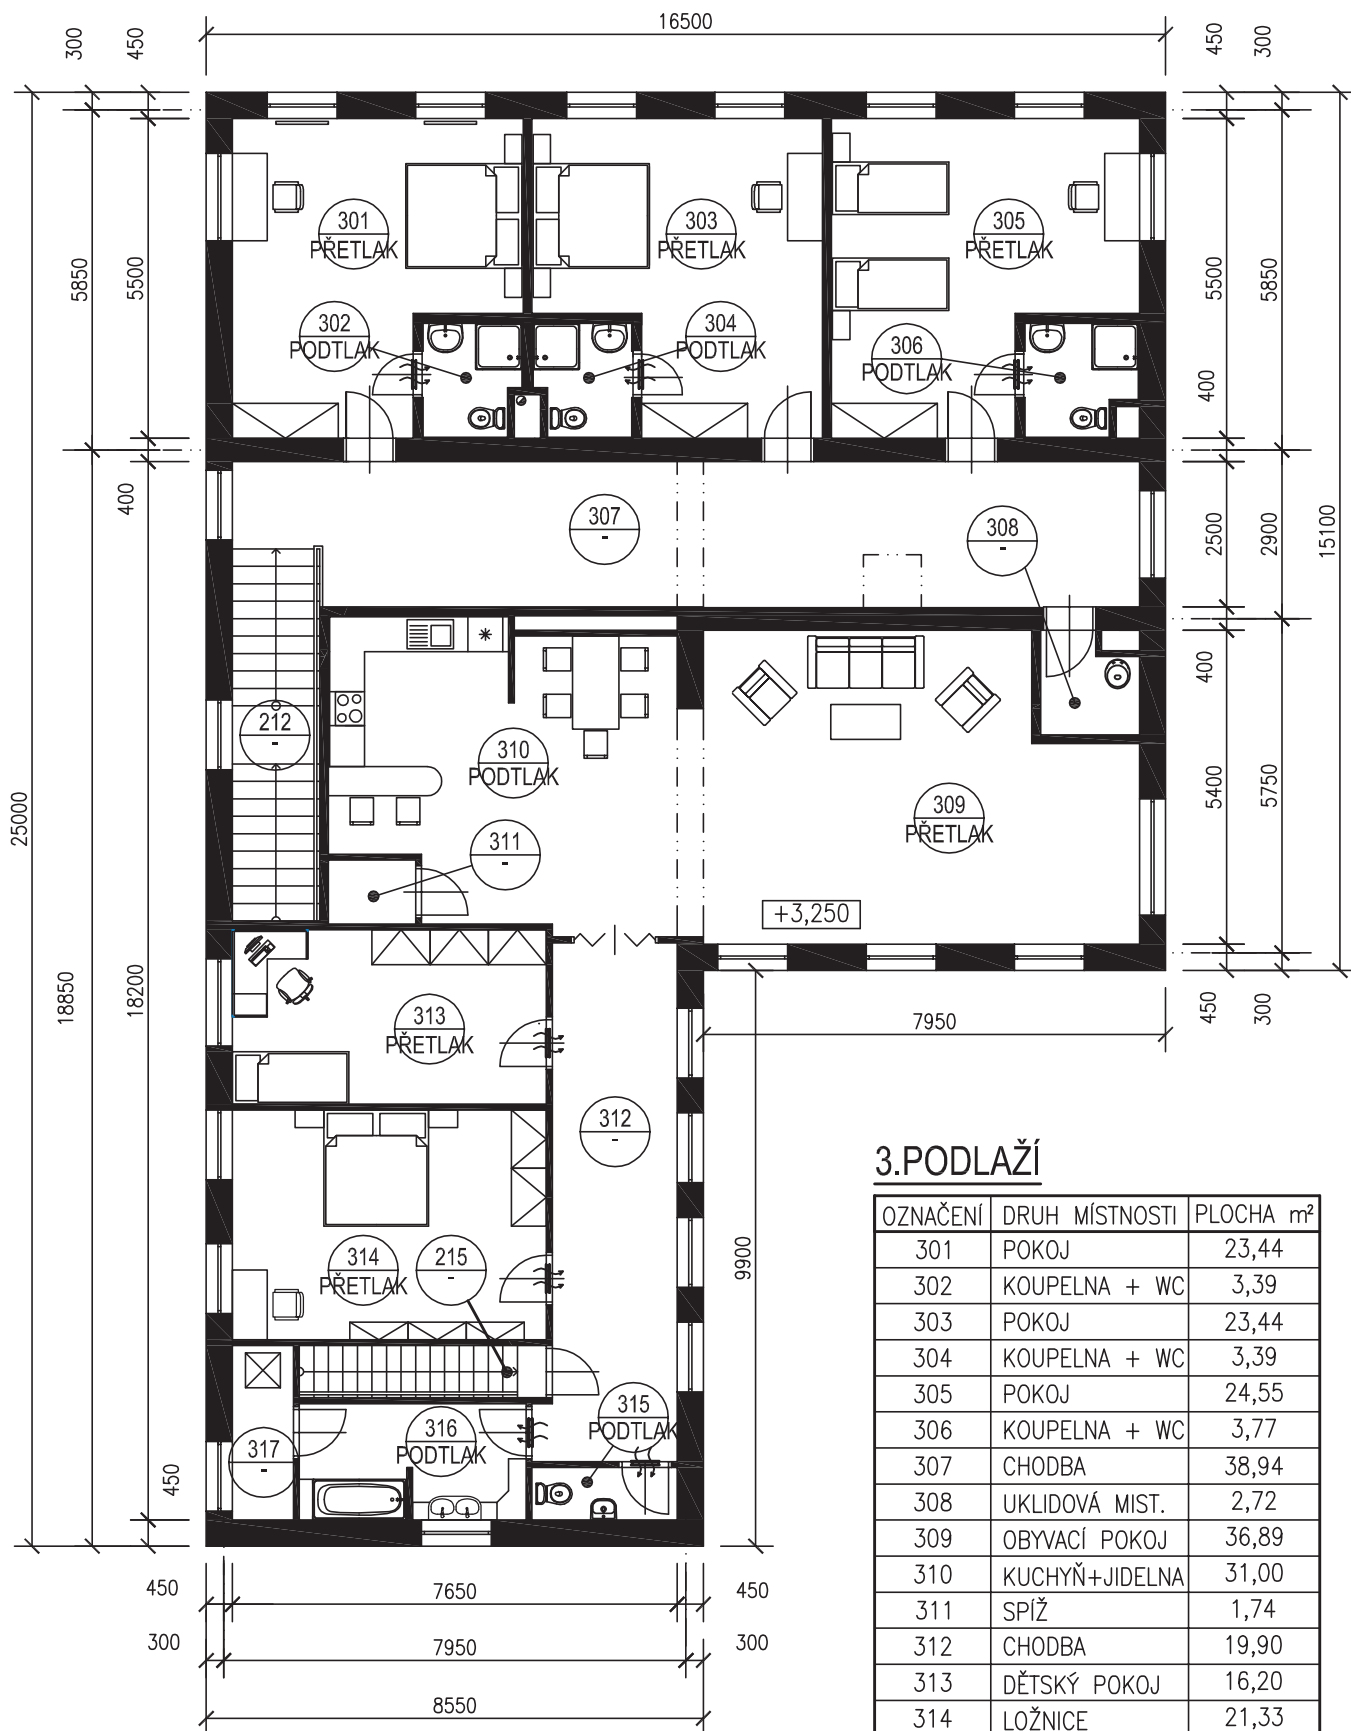 16500
300
450
450
300
301
PŘETLAK
303
PŘETLAK
305
PŘETLAK
302
PODTLAK
304
PODTLAK
306
PODTLAK
5850
5500
5500
5850
400
400
307
-
308
-
2500
2900
15100
212
-
310
PODTLAK
309
PŘETLAK
311
-
+3,250
400
5400
5750
25000
18850
18200
313
PŘETLAK
7950
450
300
312
-
314
PŘETLAK
215
-
9900
315
PODTLAK
316
PODTLAK
317
-
450
450
7650
450
300
7950
300
8550
3.PODLAŽÍ
OZNAČENÍ DRUH MÍSTNOSTI PLOCHA m²
301 POKOJ 23,44
302 KOUPELNA + WC 3,39
303 POKOJ 23,44
304 KOUPELNA + WC 3,39
305 POKOJ 24,55
306 KOUPELNA + WC 3,77
307 CHODBA 38,94
308 UKLIDOVÁ MIST. 2,72
309 OBYVACÍ POKOJ 36,89
310 KUCHYŇ+JIDELNA 31,00
311 SPÍŽ 1,74
312 CHODBA 19,90
313 DĚTSKÝ POKOJ 16,20
314 LOŽNICE 21,33